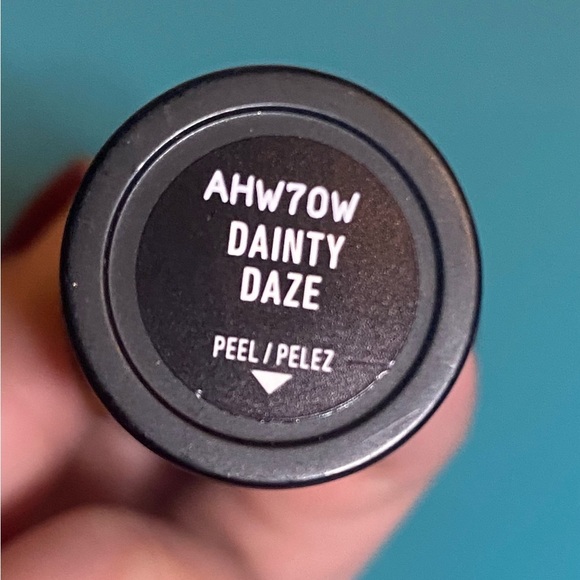 AHW70W
DAINTY
DAZE
PEEL / PELEZ